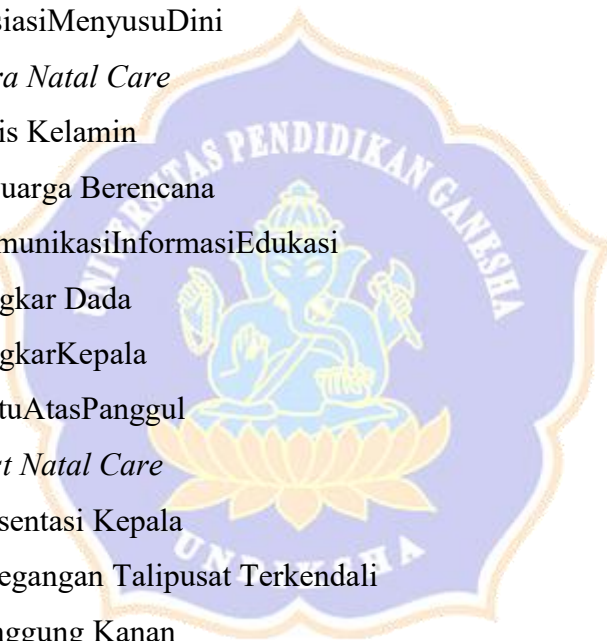 siasiMenyusuDini
ra Natal Care
is Kelamin
UNIVERSITAS PENDIDIKAN GANESHA
uarga Berencana
munikasiInformasiEdukasi
gkar Dada
gkarKepala
tuAtasPanggul
t Natal Care
sentasi Kepala
UNDIKSHA
egangan Talipusat Terkendali
nggung Kanan